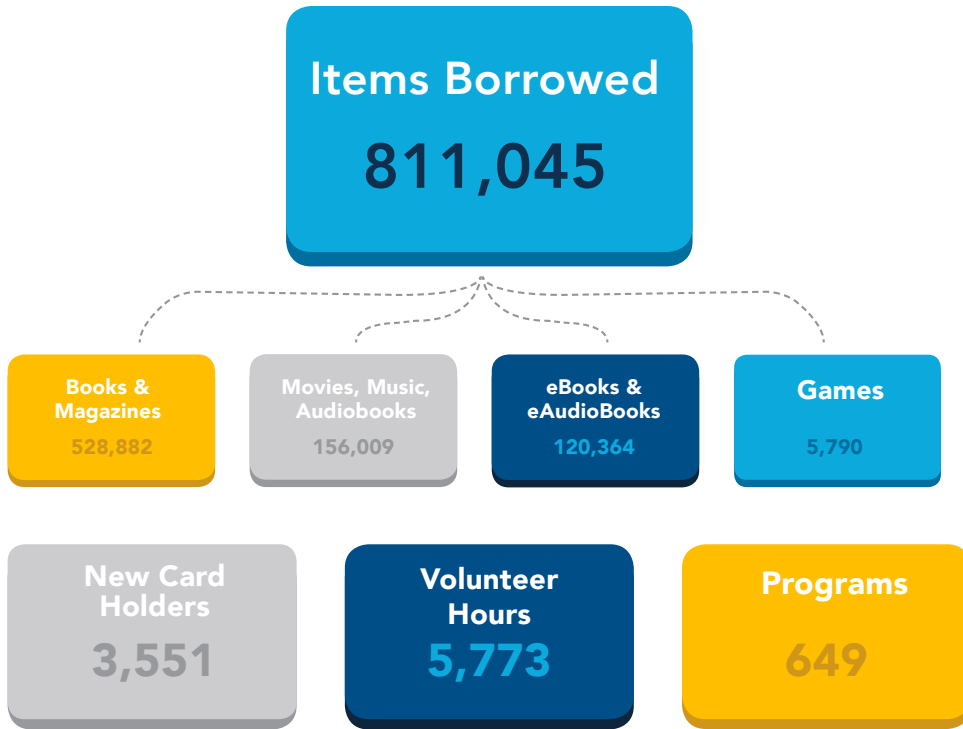 Items Borrowed
811,045
Books &
Magazines
528,882
Movies, Music,
Audiobooks
156,009
eBooks &
eAudioBooks
120,364
Games
5,790
New Card
Holders
3,551
Volunteer
Hours
5,773
Programs
649